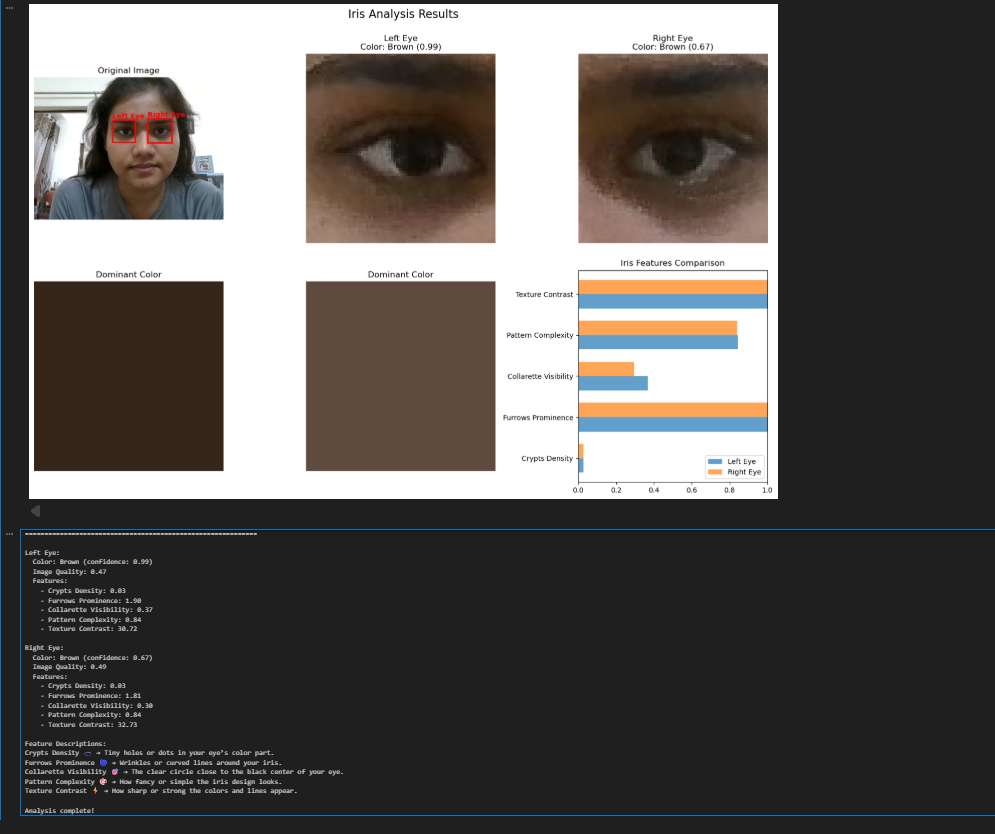 Iris Analysis Results
Original Image
Left Eye
Right Eye
Left Eye
Color: Brown (0.99)
Right Eye
Color: Brown (0.67)
Dominant Color
Dominant Color
Iris Features Comparison
Texture Contrast
Pattern Complexity
Collarette Visibility
Furrows Prominence
Crypts Density
Left Eye
Right Eye
0.0 0.2 0.4 0.6 0.8 1.0
============================================================
Left Eye:
Color: Brown (confidence: 0.99)
Image Quality: 0.47
Features:
- Crypts Density: 0.03
- Furrows Prominence: 1.90
- Collarette Visibility: 0.37
- Pattern Complexity: 0.84
- Texture Contrast: 30.72
Right Eye:
Color: Brown (confidence: 0.67)
Image Quality: 0.49
Features:
- Crypts Density: 0.03
- Furrows Prominence: 1.81
- Collarette Visibility: 0.30
- Pattern Complexity: 0.84
- Texture Contrast: 32.73
Feature Descriptions:
Crypts Density → Tiny holes or dots in your eye's color part.
Furrows Prominence 🌀 → Wrinkles or curved lines around your iris.
Collarette Visibility 🎯 → The clear circle close to the black center of your eye.
Pattern Complexity 🎨 → How fancy or simple the iris design looks.
Texture Contrast ⚡ → How sharp or strong the colors and lines appear.
Analysis complete!